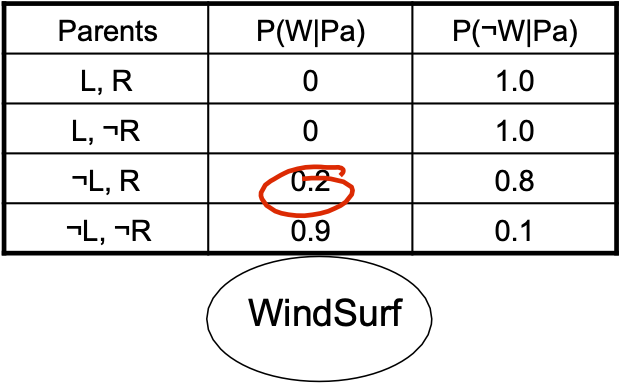 Parents P(W|Pa) P(¬W|Pa)
L, R 0 1.0
L, ¬R 0 1.0
¬L, R 0.2 0.8
¬L, ¬R 0.9 0.1
WindSurf